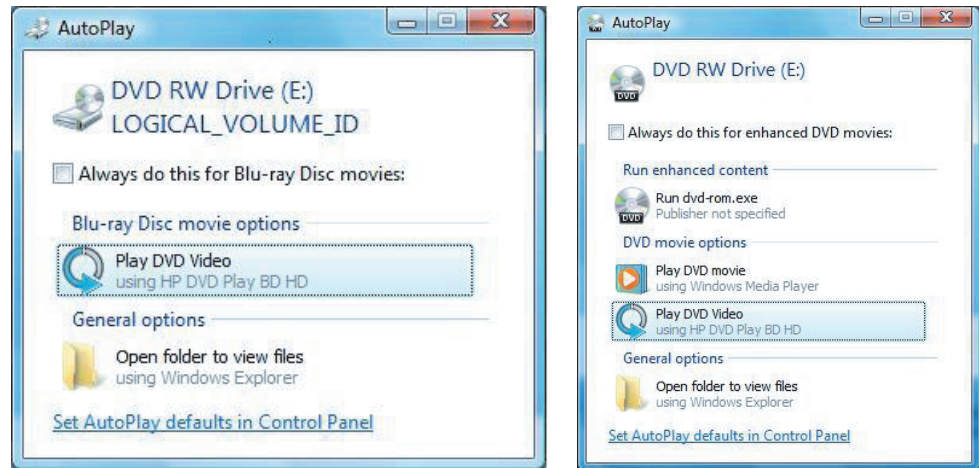 AutoPlay
DVD RW Drive (E:)
LOGICAL_VOLUME_ID
Always do this for Blu-ray Disc movies:
Blu-ray Disc movie options
Play DVD Video
using HP DVD Play BD HD
General options
Open folder to view files
using Windows Explorer
Set AutoPlay defaults in Control Panel
AutoPlay
DVD RW Drive (E:)
DVD
Always do this for enhanced DVD movies:
Run enhanced content
Run dvd-rom.exe
Publisher not specified
DVD
DVD movie options
Play DVD movie
using Windows Media Player
Play DVD Video
using HP DVD Play BD HD
General options
Open folder to view files
using Windows Explorer
Set AutoPlay defaults in Control Panel